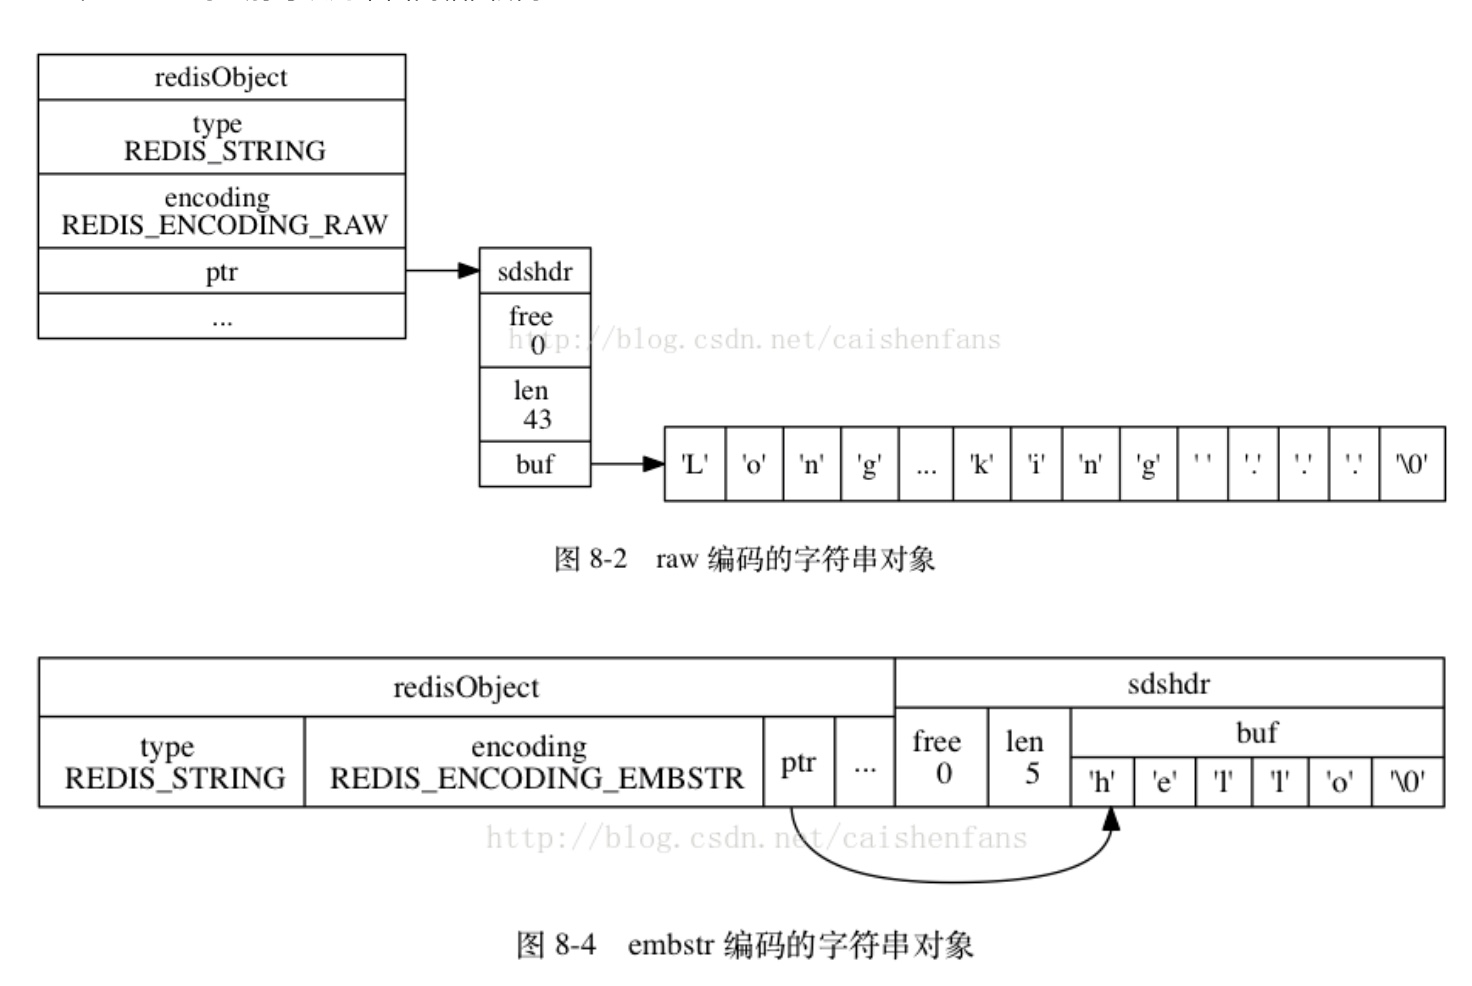 redisObject
type
REDIS_STRING
encoding
REDIS_ENCODING_RAW
ptr
...
sdshdr
free
0
len
43
buf
'L' 'o' 'n' 'g' ... 'k' 'i' 'n' 'g' ' ' '.' '.' '.' '\0'
http://blog.csdn.net/caishenfans
图 8-2 raw 编码的字符串对象
redisObject
type
REDIS_STRING
encoding
REDIS_ENCODING_EMBSTR
ptr
...
sdshdr
free
0
len
5
buf
'h' 'e' 'l' 'l' 'o' '\0'
http://blog.csdn.net/caishenfans
图 8-4 embstr 编码的字符串对象